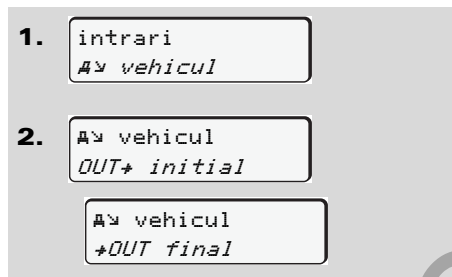 1.
intrari
vehicul
2.
vehicul
OUT→ initial
vehicul
→OUT final